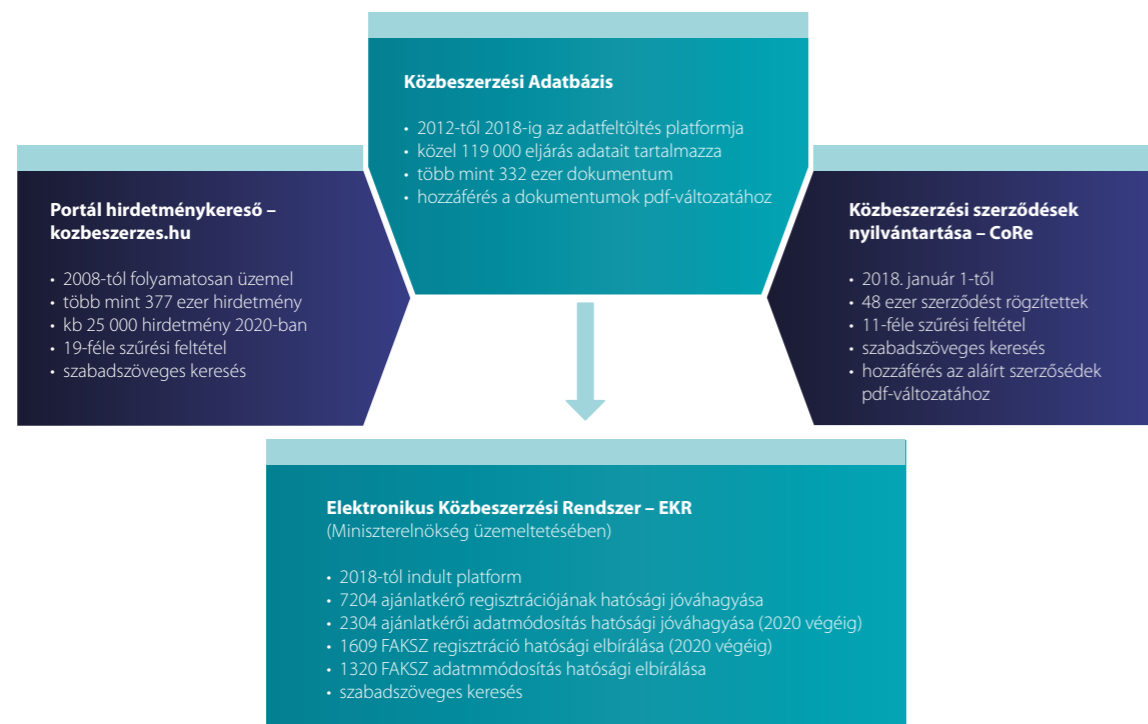 Közbeszerzési Adatbázis
• 2012-től 2018-ig az adatfeltöltés platformja
• közel 119 000 eljárás adatait tartalmazza
• több mint 332 ezer dokumentum
• hozzáférés a dokumentumok pdf-változatához
Portál hirdetménykereső –
kozbeszerzes.hu
• 2008-tól folyamatosan üzemel
• több mint 377 ezer hirdetmény
• kb 25 000 hirdetmény 2020-ban
• 19-féle szűrési feltétel
• szabadszöveges keresés
Közbeszerzési szerződések
nyilvántartása – CoRe
• 2018. január 1-től
• 48 ezer szerződést rögzítettek
• 11-féle szűrési feltétel
• szabadszöveges keresés
• hozzáférés az aláírt szerzősédek
pdf-változatához
Elektronikus Közbeszerzési Rendszer – EKR
(Miniszterelnökség üzemeltetésében)
• 2018-tól indult platform
• 7204 ajánlatkérő regisztrációjának hatósági jóváhagyása
• 2304 ajánlatkérői adatmódosítás hatósági jóváhagyása (2020 végéig)
• 1609 FAKSZ regisztráció hatósági elbírálása (2020 végéig)
• 1320 FAKSZ adatmmódosítás hatósági elbírálása
• szabadszöveges keresés